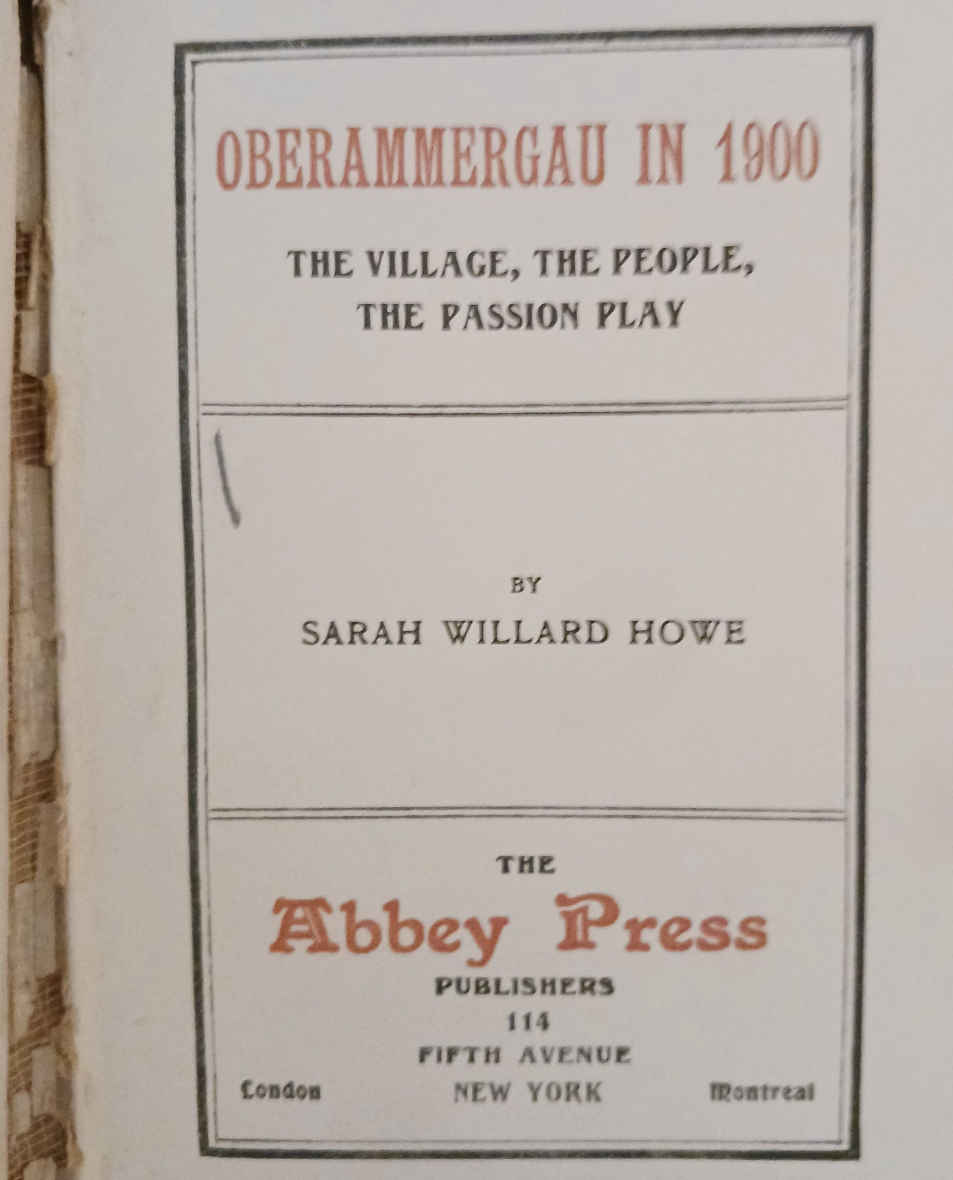 OBERAMMERGAU IN 1900
THE VILLAGE, THE PEOPLE,
THE PASSION PLAY
BY
SARAH WILLARD HOWE
THE
Abbey Press
PUBLISHERS
114
FIFTH AVENUE
London NEW YORK Montreal